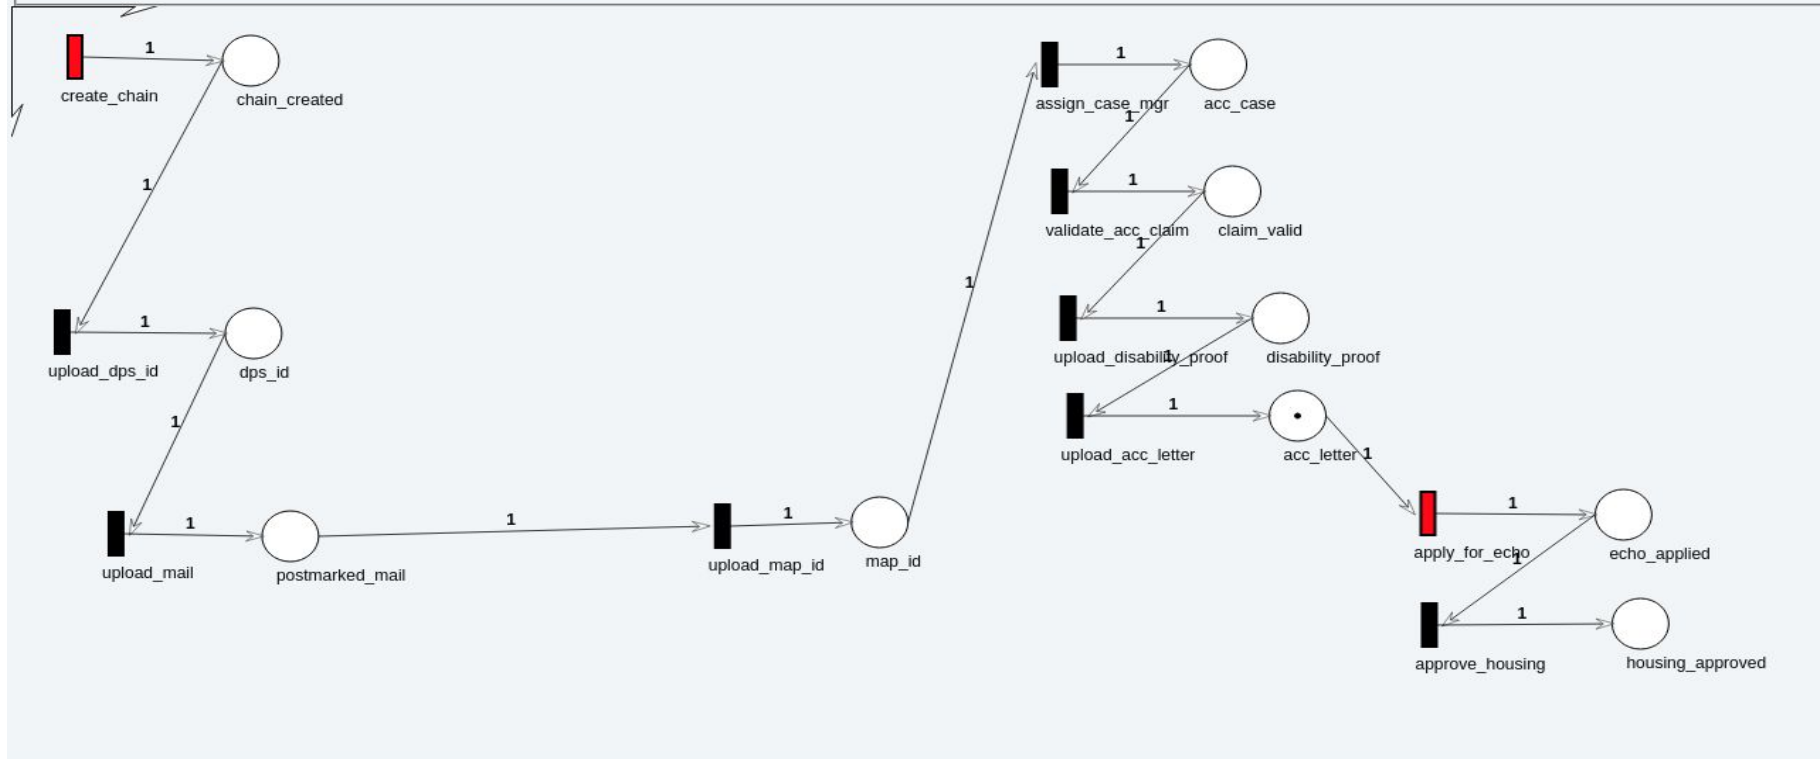 1
create_chain
chain_created
1
1
upload_dps_id
dps_id
1
1
upload_mail
postmarked_mail
1
1
upload_map_id
map_id
1
1
assign_case_mgr
acc_case
1
1
validate_acc_claim
claim_valid
1
1
upload_disability_proof
disability_proof
1
1
upload_acc_letter
acc_letter
1
1
apply_for_echo
echo_applied
1
1
approve_housing
housing_approved